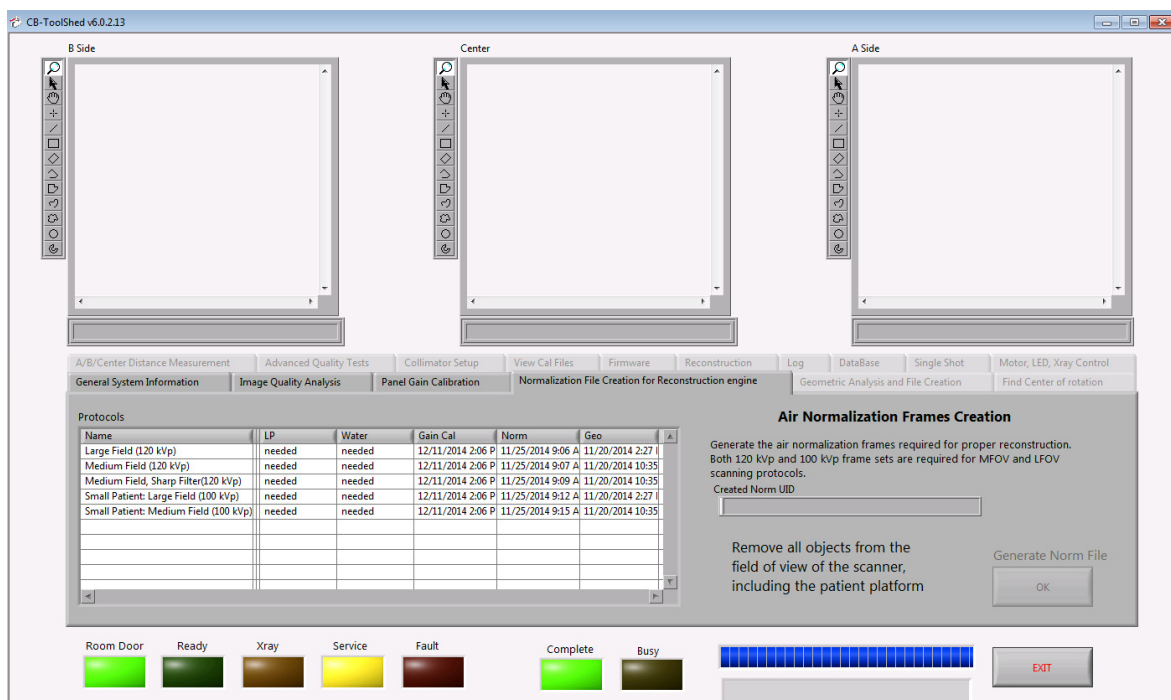 CB-ToolShed v6.0.2.13
B Side
Center
A Side
A/B/Center Distance Measurement
Advanced Quality Tests
Collimator Setup
View Cal Files
Firmware
Reconstruction
Log
DataBase
Single Shot
Motor, LED, Xray Control
General System Information
Image Quality Analysis
Panel Gain Calibration
Normalization File Creation for Reconstruction engine
Geometric Analysis and File Creation
Find Center of rotation
Protocols
Name LP Water Gain Cal Norm Geo
Large Field (120 kVp) needed needed 12/11/2014 2:06 P 11/25/2014 9:06 A 11/20/2014 2:27
Medium Field (120 kVp) needed needed 12/11/2014 2:06 P 11/25/2014 9:07 A 11/20/2014 10:35
Medium Field, Sharp Filter(120 kVp) needed needed 12/11/2014 2:06 P 11/25/2014 9:09 A 11/20/2014 10:35
Small Patient: Large Field (100 kVp) needed needed 12/11/2014 2:06 P 11/25/2014 9:12 A 11/20/2014 2:27
Small Patient: Medium Field (100 kVp) needed needed 12/11/2014 2:06 P 11/25/2014 9:15 A 11/20/2014 10:35
Air Normalization Frames Creation
Generate the air normalization frames required for proper reconstruction.
Both 120 kVp and 100 kvp frame sets are required for MFOV and LFOV
scanning protocols.
Created Norm UID
Remove all objects from the
field of view of the scanner,
including the patient platform
Generate Norm File
OK
Room Door
Ready
Xray
Service
Fault
Complete
Busy
EXIT